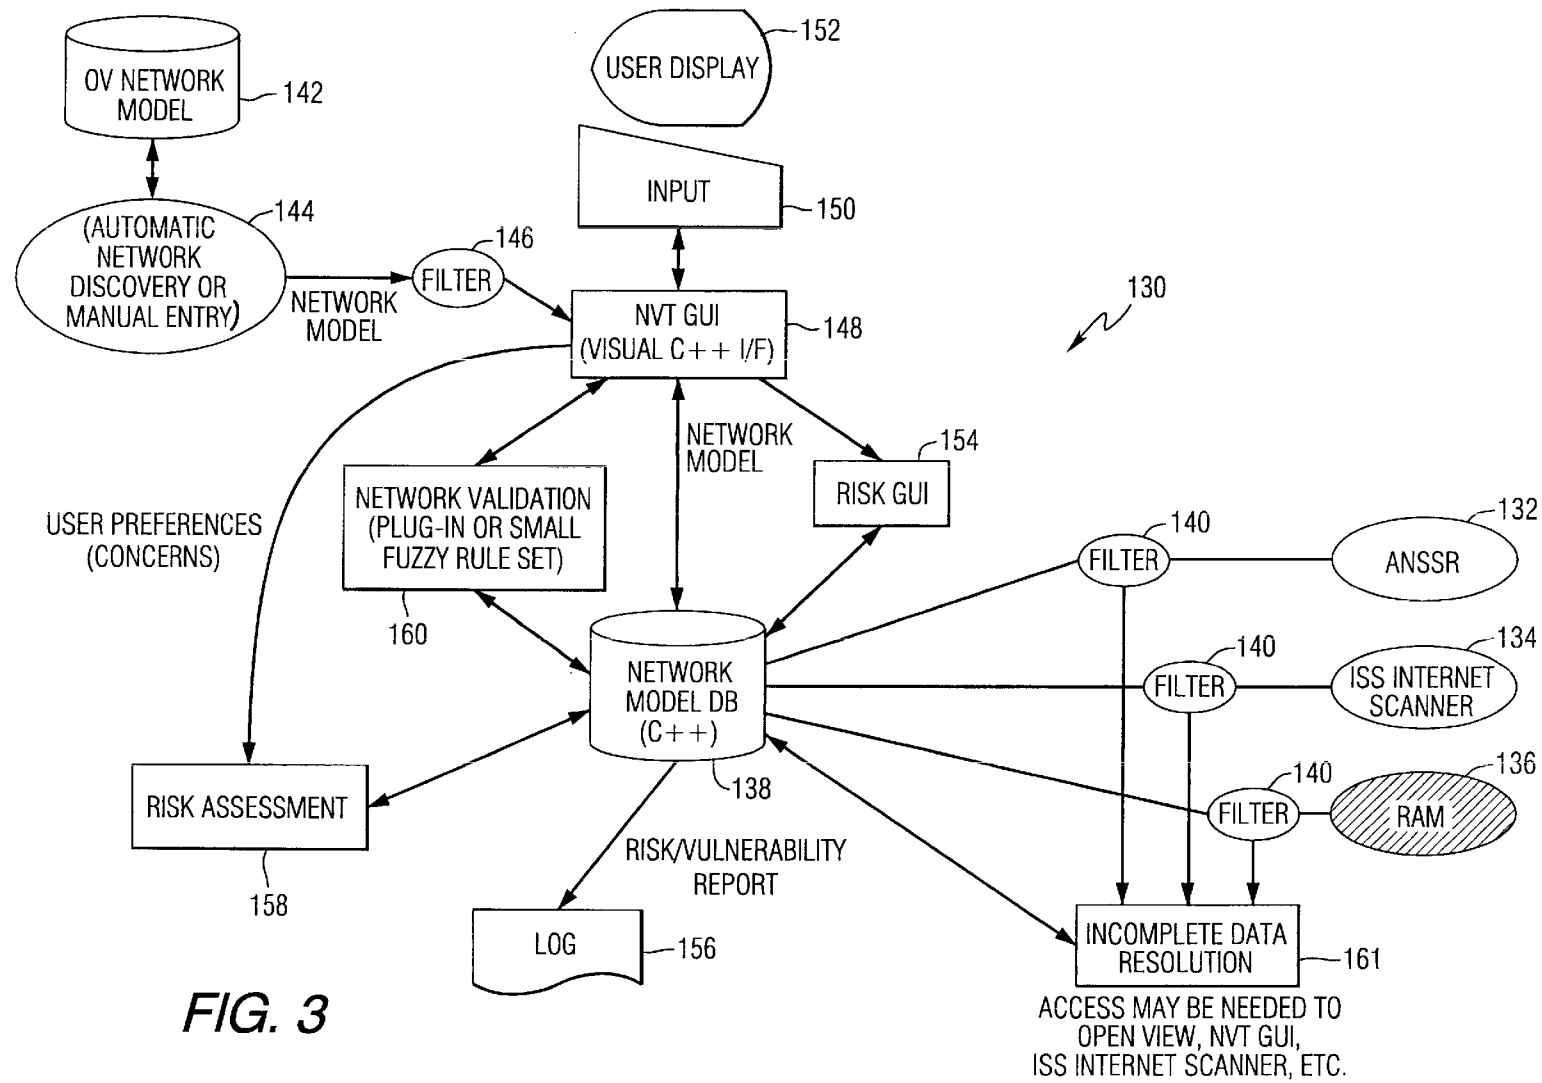 OV NETWORK
MODEL
142
USER DISPLAY
152
INPUT
150
(AUTOMATIC
NETWORK
DISCOVERY OR
MANUAL ENTRY)
144
NETWORK
MODEL
FILTER
146
NVT GUI
(VISUAL C++ I/F)
148
130
NETWORK
MODEL
RISK GUI
154
USER PREFERENCES
(CONCERNS)
NETWORK VALIDATION
(PLUG-IN OR SMALL
FUZZY RULE SET)
160
FILTER
140
ANSSR
132
NETWORK
MODEL DB
(C++)
138
FILTER
140
ISS INTERNET
SCANNER
134
FILTER
140
RAM
136
RISK ASSESSMENT
158
RISK/VULNERABILITY
REPORT
LOG
156
INCOMPLETE DATA
RESOLUTION
161
ACCESS MAY BE NEEDED TO
OPEN VIEW, NVT GUI,
ISS INTERNET SCANNER, ETC.
FIG. 3